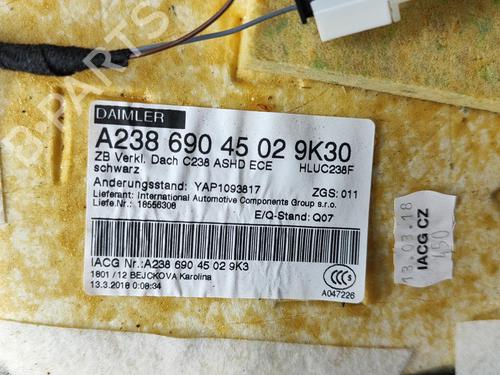 DAIMLER
A238 690 45 02 9K30
ZB Verkl. Dach C238 ASHD ECE HLUC238F
schwarz
Änderungsstand: YAP1093817 ZGS: 011
Lieferant: International Automotive Components Group s.r.o
Liefe.Nr.: 16556308
E/Q-Stand: Q07
IACG Nr.:A238 690 45 02 9K3
1801 /12 BEJCKOVA Karolina
13.3.2018 0:08:34
A047226
13.03.18
IACG CZ
450
B-PARTS